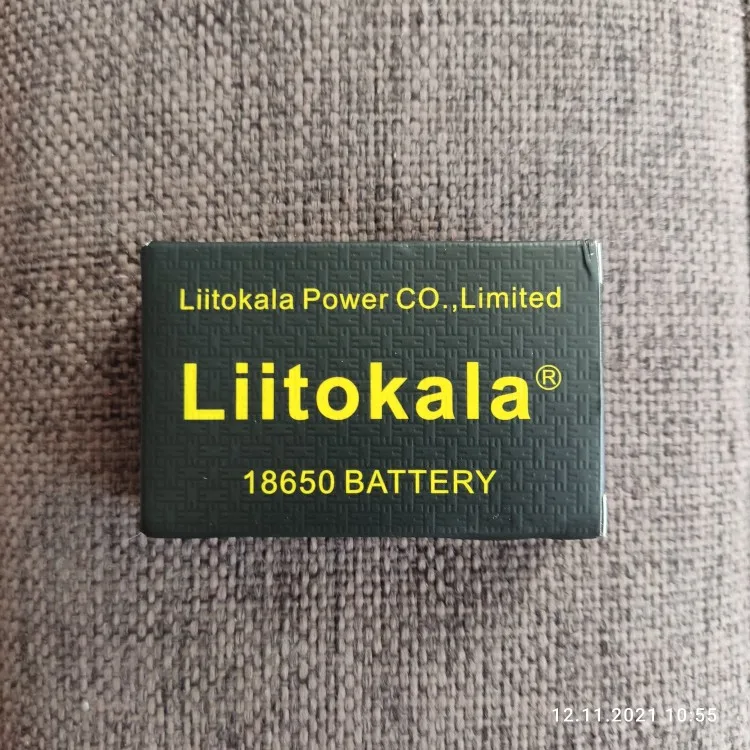 Liitokala Power CO.,Limited
Liitokala®
18650 BATTERY
12.11.2021 10:55